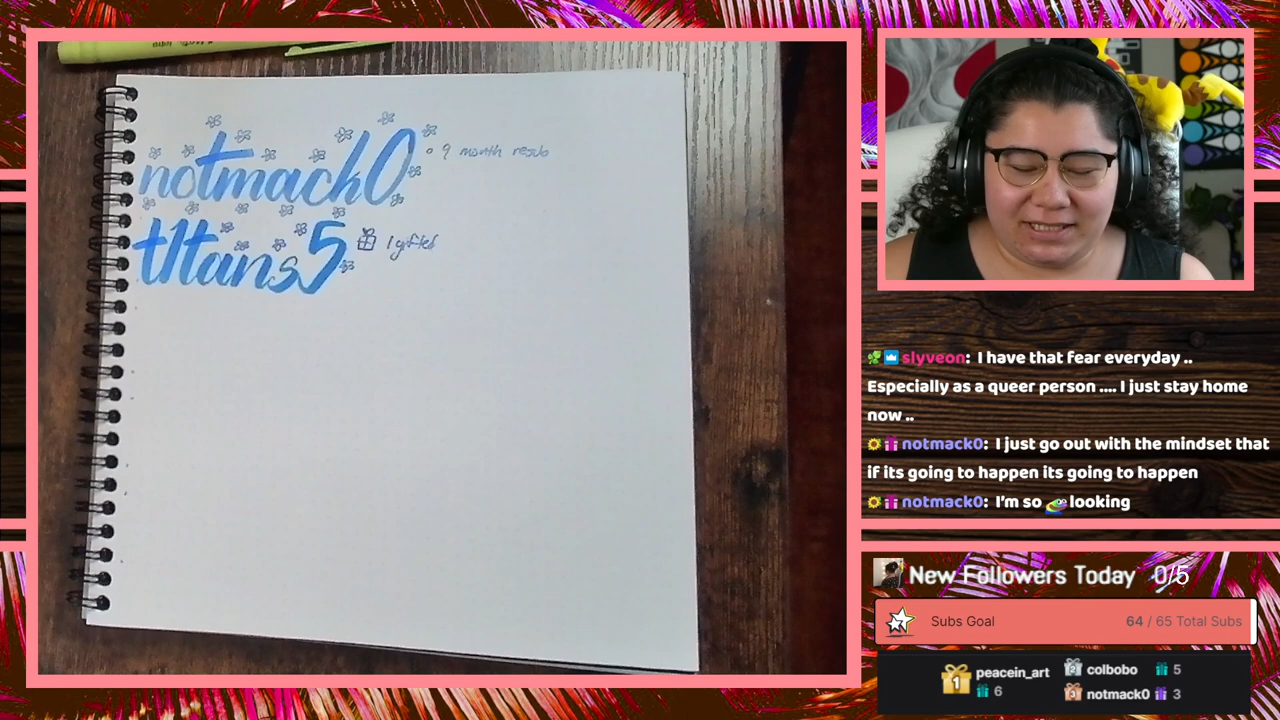 notmack0 9 month resub
t1tans5 1 gifted
slyveon: I have that fear everyday ..
Especially as a queer person .... I just stay home
now ..
notmack0: I just go out with the mindset that
if its going to happen its going to happen
notmack0: I'm so looking
New Followers Today 0/5
Subs Goal 64 / 65 Total Subs
1 peacein_art 6
2 colbobo 5
3 notmack0 3